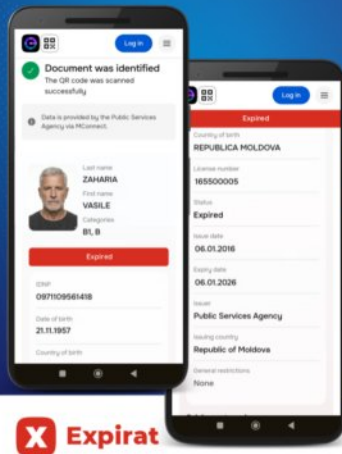 Log in
Document was identified
The QR code was scanned
successfully
Data is provided by the Public Services
Agency via MConnect.
Last name
ZAHARIA
First name
VASILE
Categories
B1, B
Expired
IDNP
0971109561418
Date of birth
21.11.1957
Country of birth
Log in
Expired
Country of birth
REPUBLICA MOLDOVA
License number
165500005
Status
Expired
Issue date
06.01.2016
Expiry date
06.01.2026
Issuer
Public Services Agency
Issuing country
Republic of Moldova
General restrictions
None
X Expirat